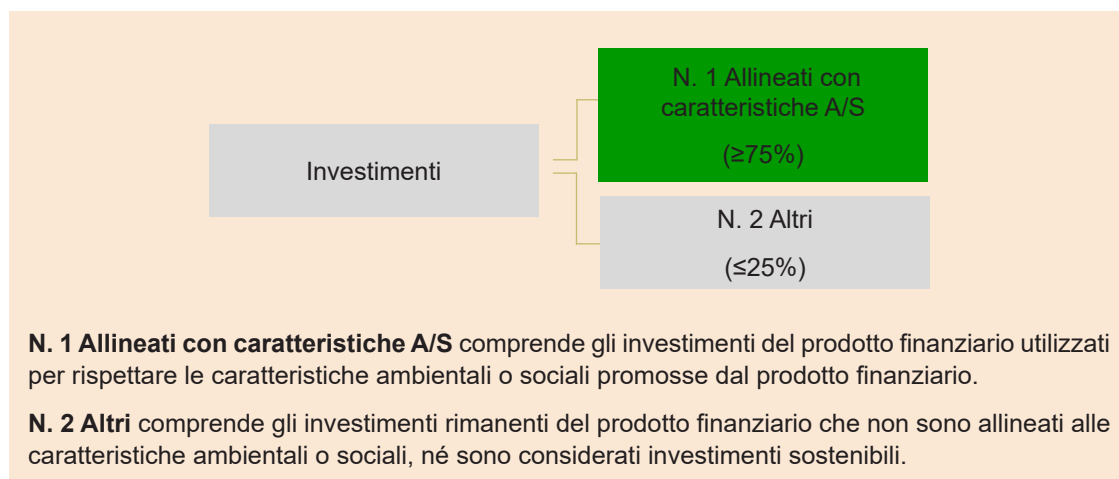 N. 1 Allineati con
caratteristiche A/S
(≥75%)
Investimenti
N. 2 Altri
(≤25%)
N. 1 Allineati con caratteristiche A/S comprende gli investimenti del prodotto finanziario utilizzati
per rispettare le caratteristiche ambientali o sociali promosse dal prodotto finanziario.
N. 2 Altri comprende gli investimenti rimanenti del prodotto finanziario che non sono allineati alle
caratteristiche ambientali o sociali, né sono considerati investimenti sostenibili.